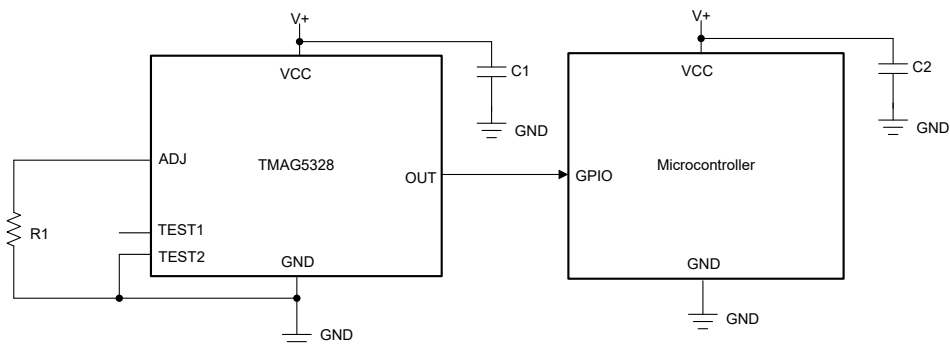 V+
V+
VCC
C1
VCC
C2
GND
GND
ADJ
TMAG5328
Microcontroller
OUT
GPIO
R1
TEST1
TEST2
GND
GND
GND
GND